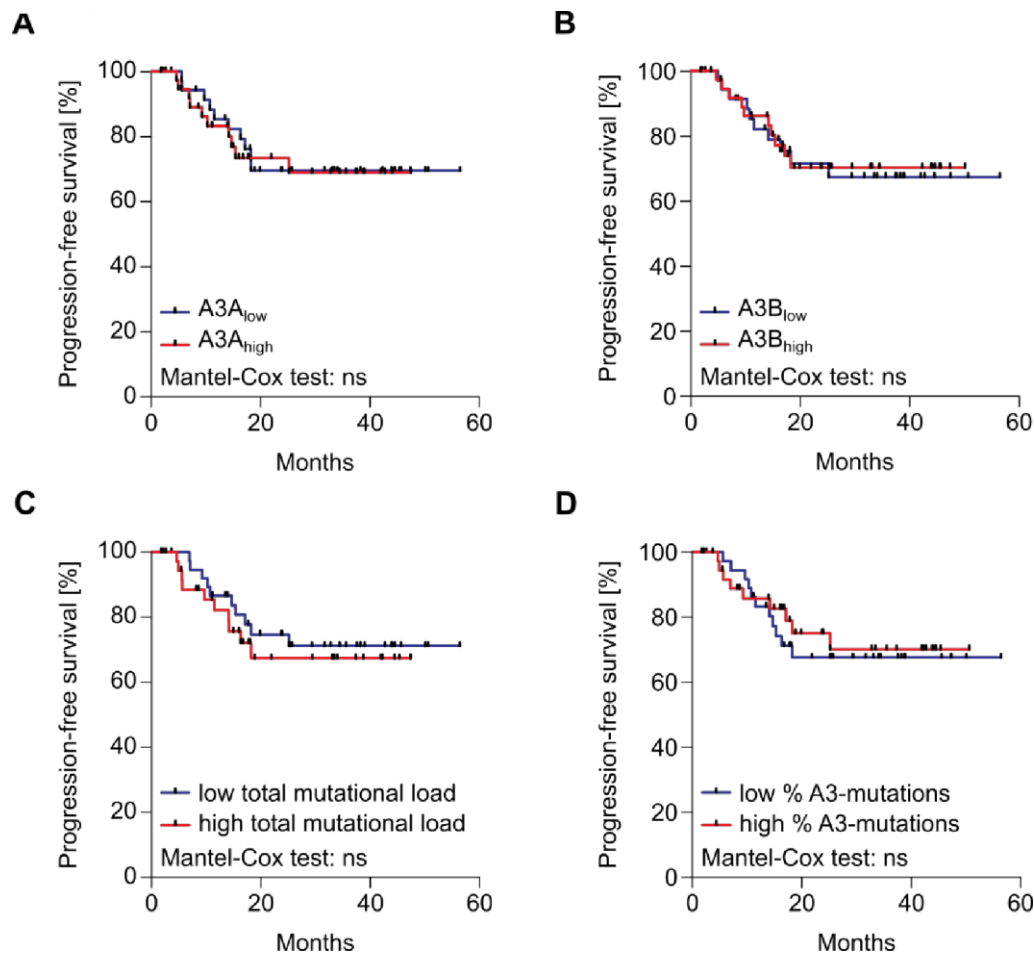 A
Progression-free survival [%]
100
80
60
40
20
0
A3Alow
A3Ahigh
Mantel-Cox test: ns
0 20 40 60
Months
B
Progression-free survival [%]
100
80
60
40
20
0
A3Blow
A3Bhigh
Mantel-Cox test: ns
0 20 40 60
Months
C
Progression-free survival [%]
100
80
60
40
20
0
low total mutational load
high total mutational load
Mantel-Cox test: ns
0 20 40 60
Months
D
Progression-free survival [%]
100
80
60
40
20
0
low % A3-mutations
high % A3-mutations
Mantel-Cox test: ns
0 20 40 60
Months